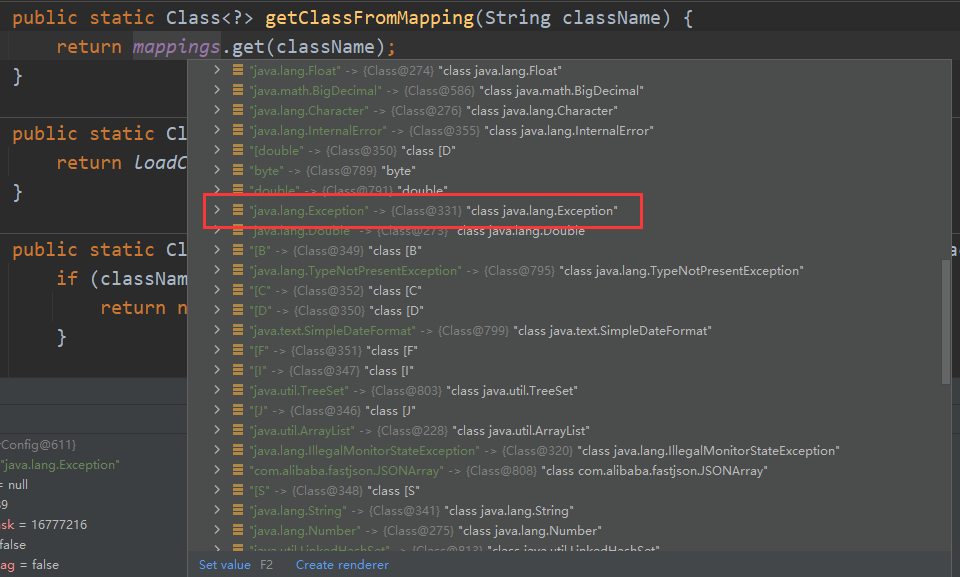 public static Class<?> getClassFromMapping(String className) {
return mappings.get(className);
}
"java.lang.Float" -> {Class@274} "class java.lang.Float"
"java.math.BigDecimal" -> {Class@586} "class java.math.BigDecimal"
"java.lang.Character" -> {Class@276} "class java.lang.Character"
"java.lang.InternalError" -> {Class@355} "class java.lang.InternalError"
public static Cl
"[double" -> {Class@350} "class [D"
return loadC
"byte" -> {Class@789} "byte"
}
"double" -> {Class@791} "double"
"java.lang.Exception" -> {Class@331} "class java.lang.Exception"
"java.lang.Double" -> {Class@273} "class java.lang.Double"
public static Cl
"[B" -> {Class@349} "class [B"
if (classNam
"java.lang.TypeNotPresentException" -> {Class@795} "class java.lang.TypeNotPresentException"
"[C" -> {Class@352} "class [C"
return n
"[D" -> {Class@350} "class [D"
}
"java.text.SimpleDateFormat" -> {Class@799} "class java.text.SimpleDateFormat"
"[F" -> {Class@351} "class [F"
"[I" -> {Class@347} "class [I"
"java.util.TreeSet" -> {Class@803} "class java.util.TreeSet"
"[J" -> {Class@346} "class [J"
"java.util.ArrayList" -> {Class@228} "class java.util.ArrayList"
Config@611}
"java.lang.IllegalMonitorStateException" -> {Class@320} "class java.lang.IllegalMonitorStateException"
"java.lang.Exception"
"com.alibaba.fastjson.JSONArray" -> {Class@808} "class com.alibaba.fastjson.JSONArray"
= null
"[S" -> {Class@348} "class [S"
"java.lang.String" -> {Class@341} "class java.lang.String"
sk = 16777216
"java.lang.Number" -> {Class@275} "class java.lang.Number"
false
"java.util.LinkedHashSet" -> {Class@813} "class java.util.LinkedHashSet"
ag = false
Set value F2 Create renderer